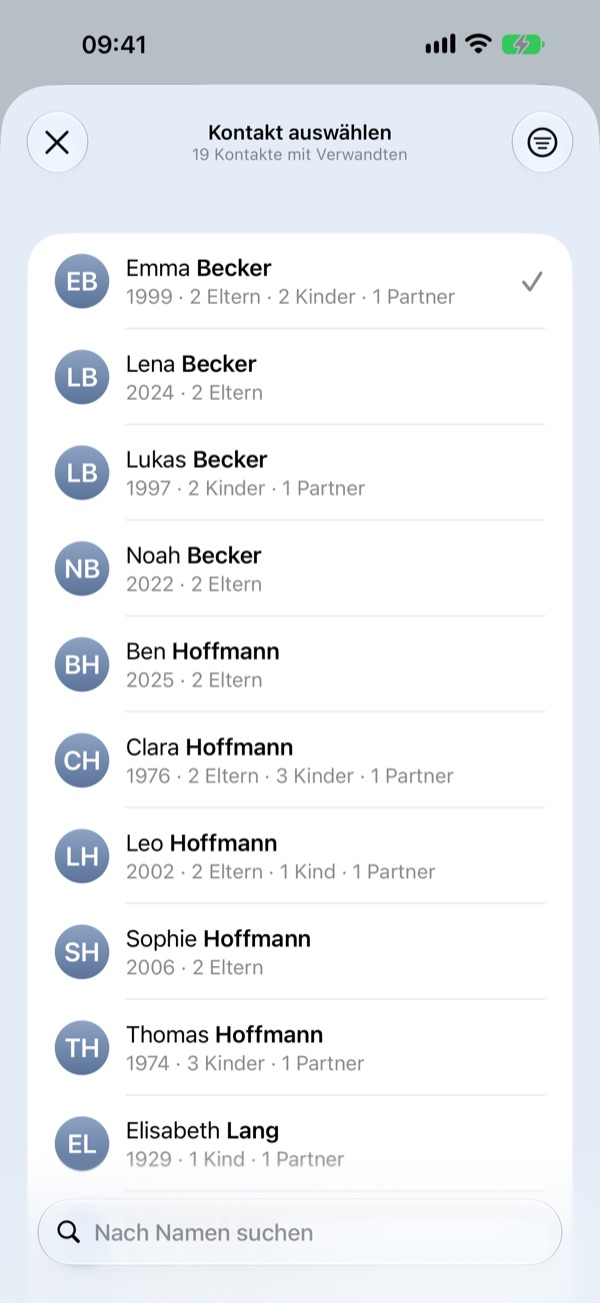 09:41
Kontakt auswählen
19 Kontakte mit Verwandten
EB
Emma Becker
1999 · 2 Eltern · 2 Kinder · 1 Partner
LB
Lena Becker
2024 · 2 Eltern
LB
Lukas Becker
1997 · 2 Kinder · 1 Partner
NB
Noah Becker
2022 · 2 Eltern
BH
Ben Hoffmann
2025 · 2 Eltern
CH
Clara Hoffmann
1976 · 2 Eltern · 3 Kinder · 1 Partner
LH
Leo Hoffmann
2002 · 2 Eltern · 1 Kind · 1 Partner
SH
Sophie Hoffmann
2006 · 2 Eltern
TH
Thomas Hoffmann
1974 · 3 Kinder · 1 Partner
EL
Elisabeth Lang
1929 · 1 Kind · 1 Partner
Nach Namen suchen